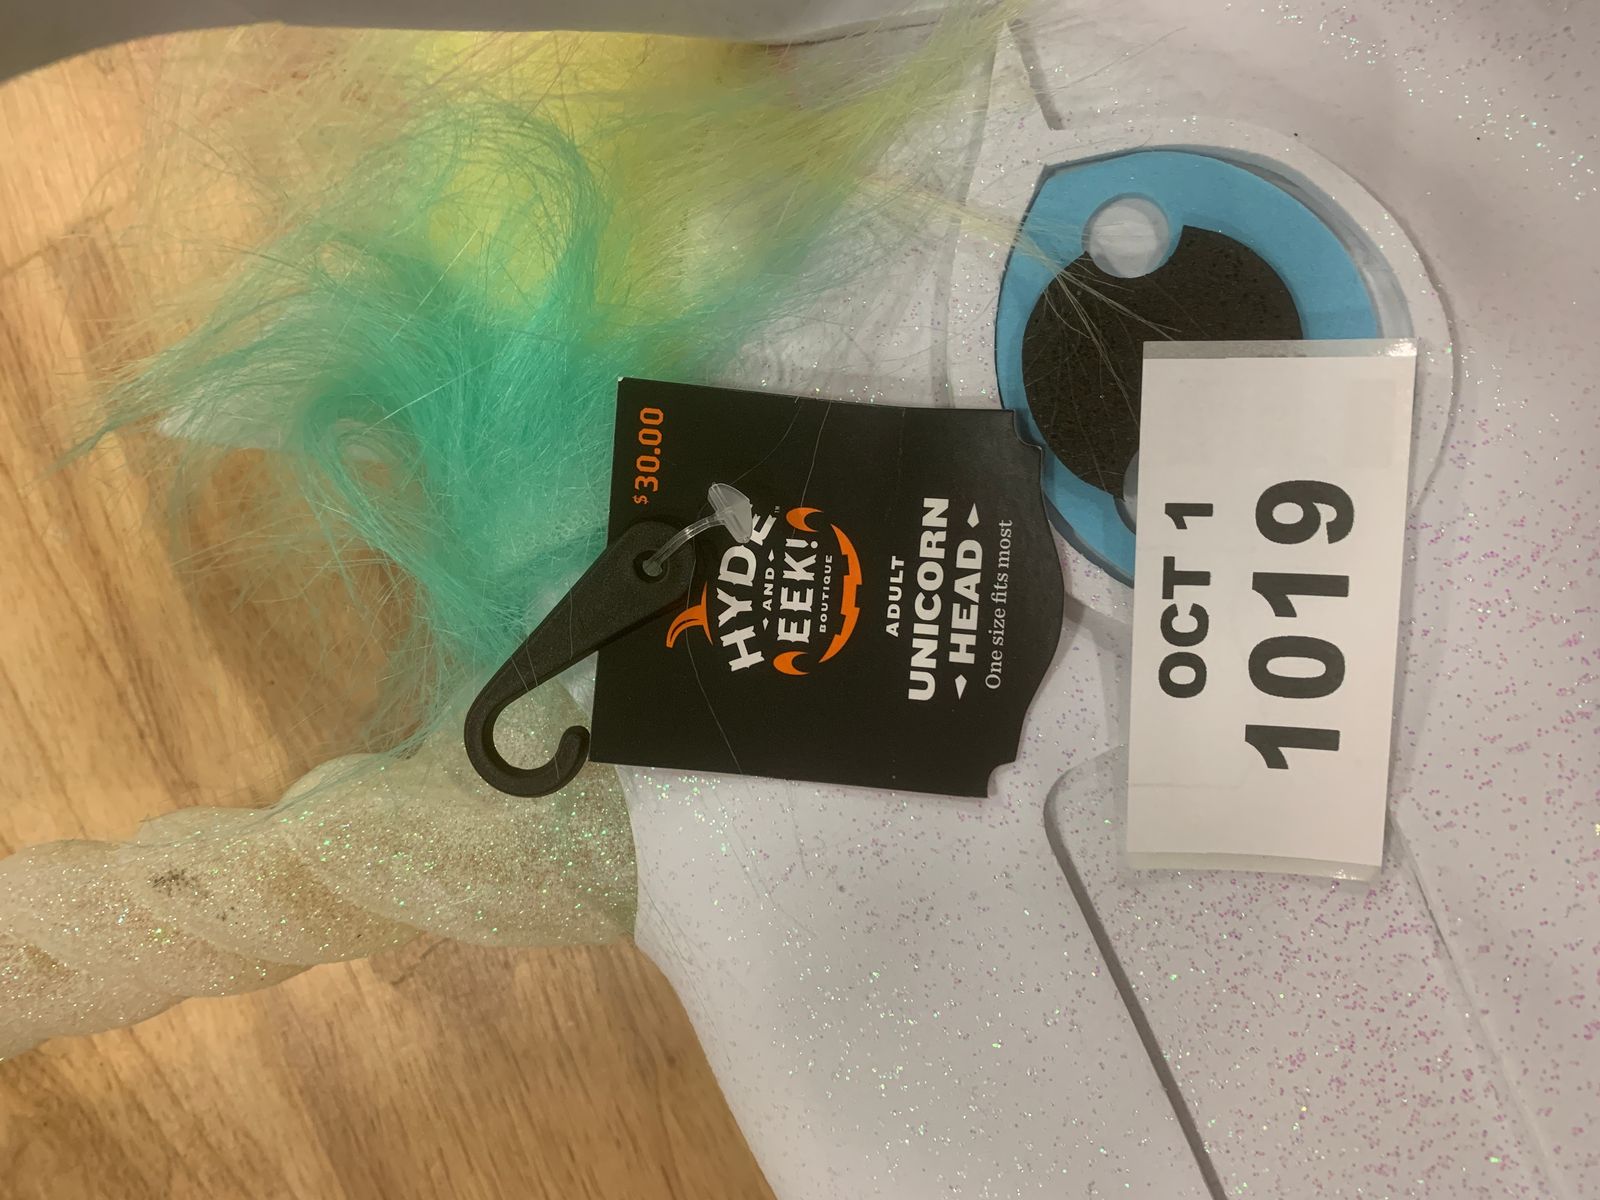 $30.00
HYDE
AND
EEK!
BOUTIQUE
ADULT
UNICORN
HEAD
One size fits most
OCT 1
1019